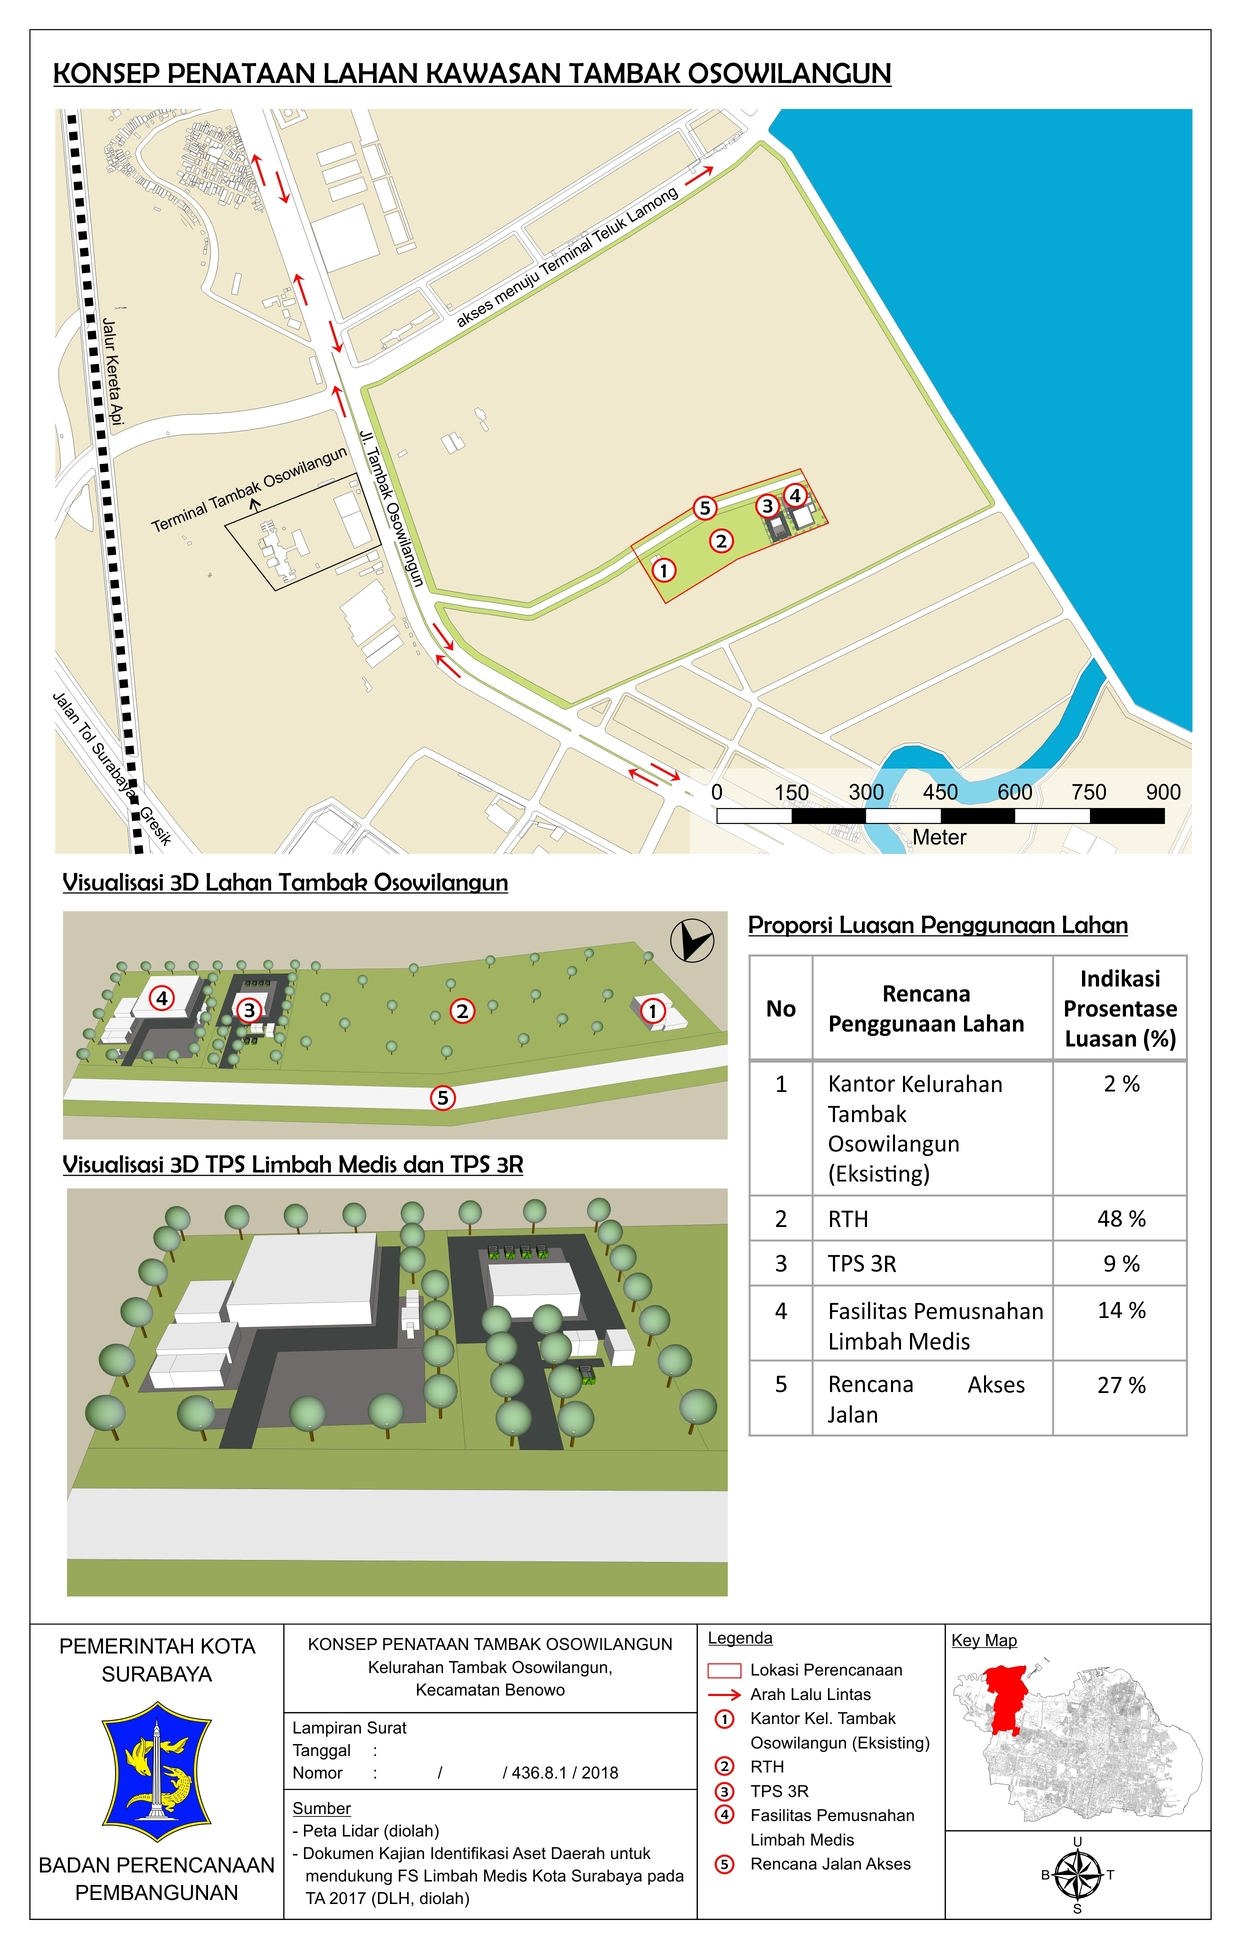 KONSEP PENATAAN LAHAN KAWASAN TAMBAK OSOWILANGUN
akses menuju Terminal Teluk Lamong
Jalur Kereta Api
Terminal Tambak Osowilangun
Jl. Tambak Osowilangun
5
4
3
2
1
Jalan Tol Surabaya - Gresik
0 150 300 450 600 750 900
Meter
Visualisasi 3D Lahan Tambak Osowilangun
4
3
2
1
5
Visualisasi 3D TPS Limbah Medis dan TPS 3R
Proporsi Luasan Penggunaan Lahan
No Rencana Penggunaan Lahan Indikasi Prosentase Luasan (%)
1 Kantor Kelurahan 2 %
Tambak
Osowilangun
(Eksisting)
2 RTH 48 %
3 TPS 3R 9 %
4 Fasilitas Pemusnahan 14 %
Limbah Medis
5 Rencana Akses 27 %
Jalan
PEMERINTAH KOTA
SURABAYA
BADAN PERENCANAAN
PEMBANGUNAN
KONSEP PENATAAN TAMBAK OSOWILANGUN
Kelurahan Tambak Osowilangun,
Kecamatan Benowo
Lampiran Surat
Tanggal :
Nomor : / / 436.8.1 / 2018
Sumber
- Peta Lidar (diolah)
- Dokumen Kajian Identifikasi Aset Daerah untuk
mendukung FS Limbah Medis Kota Surabaya pada
TA 2017 (DLH, diolah)
Legenda
Lokasi Perencanaan
Arah Lalu Lintas
1 Kantor Kel. Tambak
Osowilangun (Eksisting)
2 RTH
3 TPS 3R
4 Fasilitas Pemusnahan
Limbah Medis
5 Rencana Jalan Akses
Key Map
U
B T
S